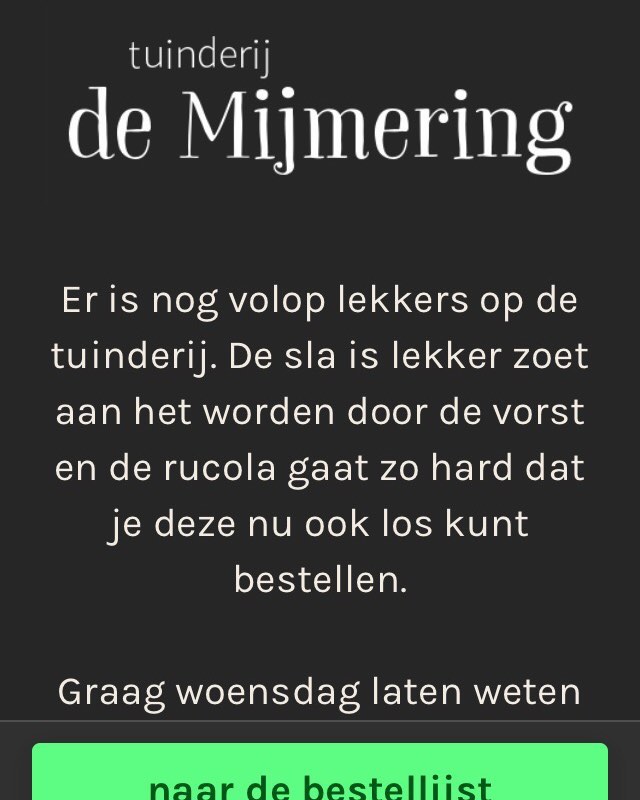 tuinderij
de Mijmering
Er is nog volop lekkers op de
tuinderij. De sla is lekker zoet
aan het worden door de vorst
en de rucola gaat zo hard dat
je deze nu ook los kunt
bestellen.
Graag woensdag laten weten
naar de bestellijst